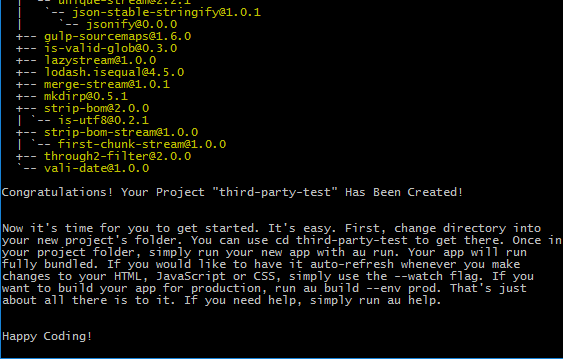 |  `-- unique-stream@2.2.1
|   `-- json-stable-stringify@1.0.1
|     `-- jsonify@0.0.0
+-- gulp-sourcemaps@1.6.0
+-- is-valid-glob@0.3.0
+-- lazystream@1.0.0
+-- lodash.isequal@4.5.0
+-- merge-stream@1.0.1
+-- mkdirp@0.5.1
+-- strip-bom@2.0.0
| `-- is-utf8@0.2.1
+-- strip-bom-stream@1.0.0
| `-- first-chunk-stream@1.0.0
+-- through2-filter@2.0.0
`-- vali-date@1.0.0
Congratulations! Your Project "third-party-test" Has Been Created!
Now it's time for you to get started. It's easy. First, change directory into
your new project's folder. You can use cd third-party-test to get there. Once in
your project folder, simply run your new app with au run. Your app will run
fully bundled. If you would like to have it auto-refresh whenever you make
changes to your HTML, JavaScript or CSS, simply use the --watch flag. If you
want to build your app for production, run au build --env prod. That's just
about all there is to it. If you need help, simply run au help.
Happy Coding!